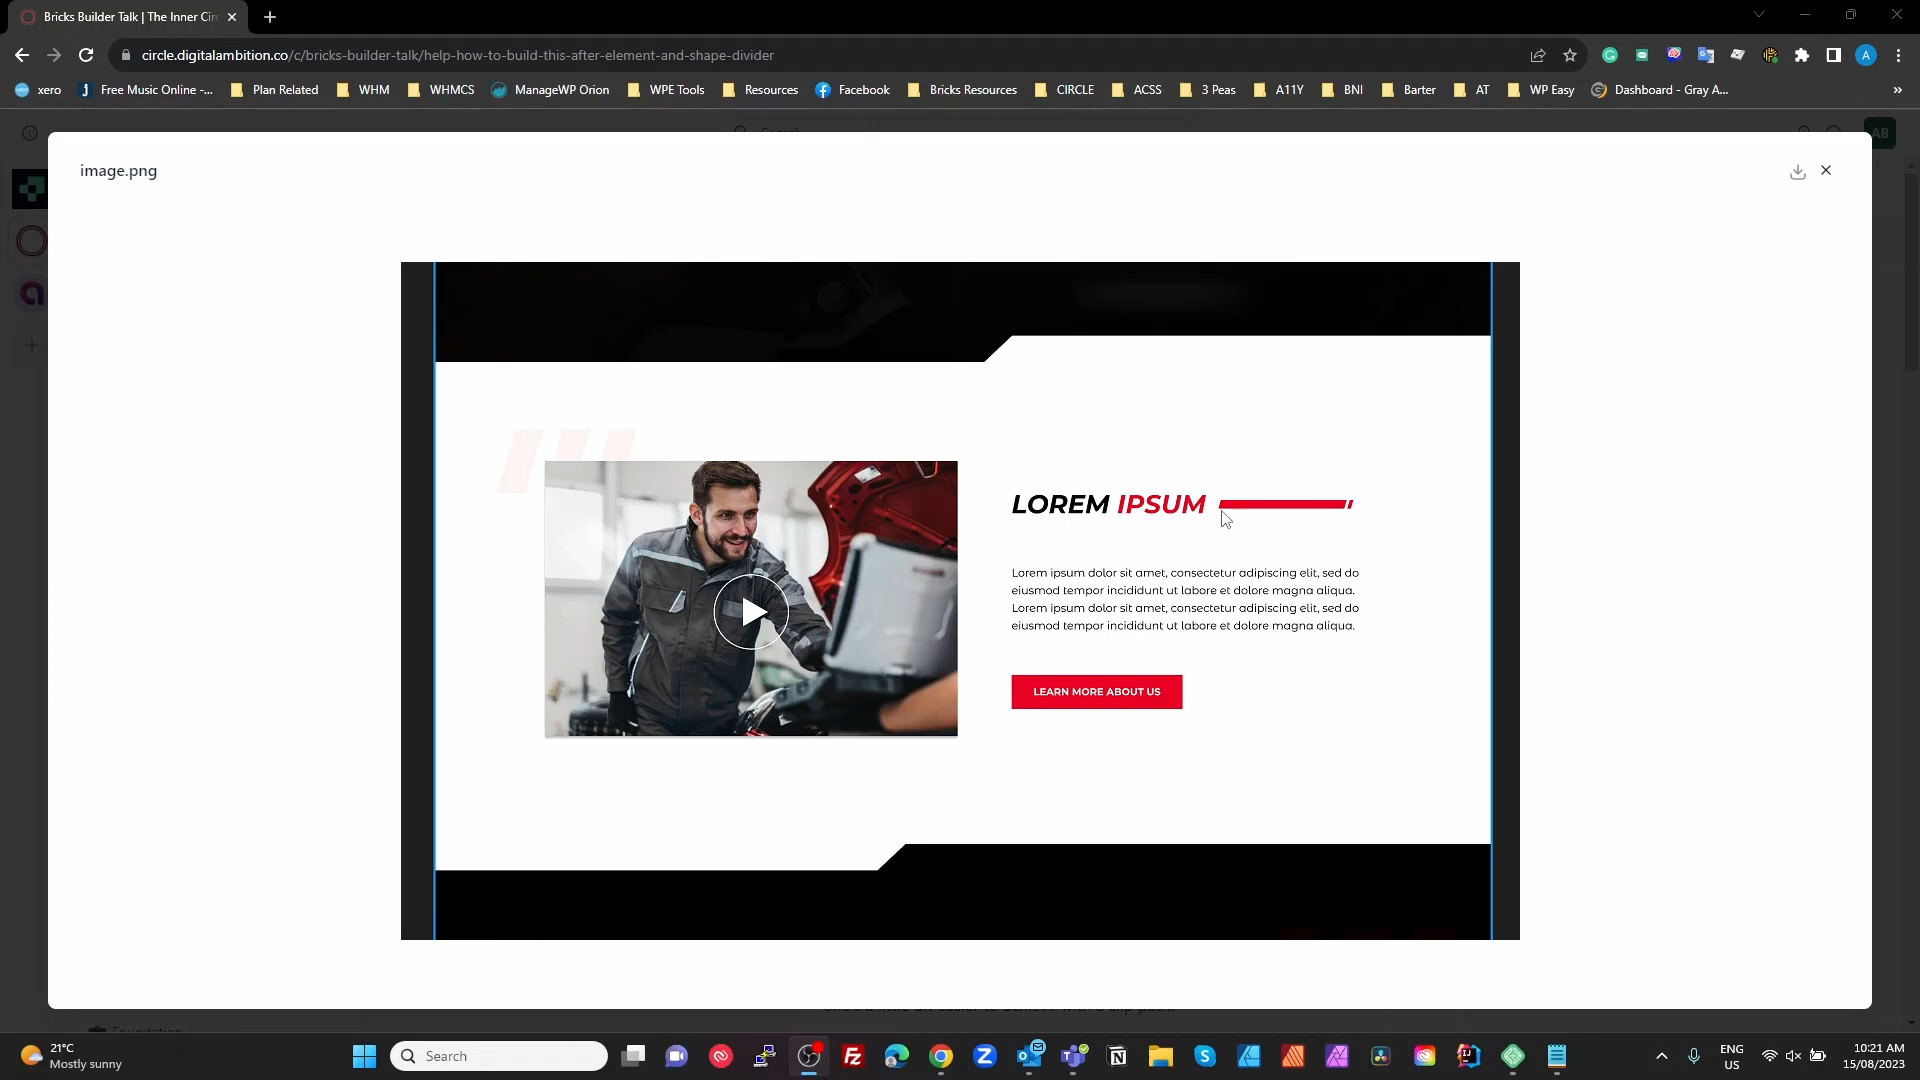 Bricks Builder Talk | The Inner Circ
circle.digitalambition.co/c/bricks-builder-talk/help-how-to-build-this-after-element-and-shape-divider
A
xero
Free Music Online -...
Plan Related
WHM
WHMCS
ManageWP Orion
WPE Tools
Resources
Facebook
Bricks Resources
CIRCLE
ACSS
3 Peas
A11Y
BNI
Barter
AT
WP Easy
Dashboard - Gray A...
»
AB
image.png
LOREM IPSUM
Lorem ipsum dolor sit amet, consectetur adipiscing elit, sed do
eiusmod tempor incididunt ut labore et dolore magna aliqua.
Lorem ipsum dolor sit amet, consectetur adipiscing elit, sed do
eiusmod tempor incididunt ut labore et dolore magna aliqua.
LEARN MORE ABOUT US
21°C
Mostly sunny
Search
ENG
US
10:21 AM
15/08/2023